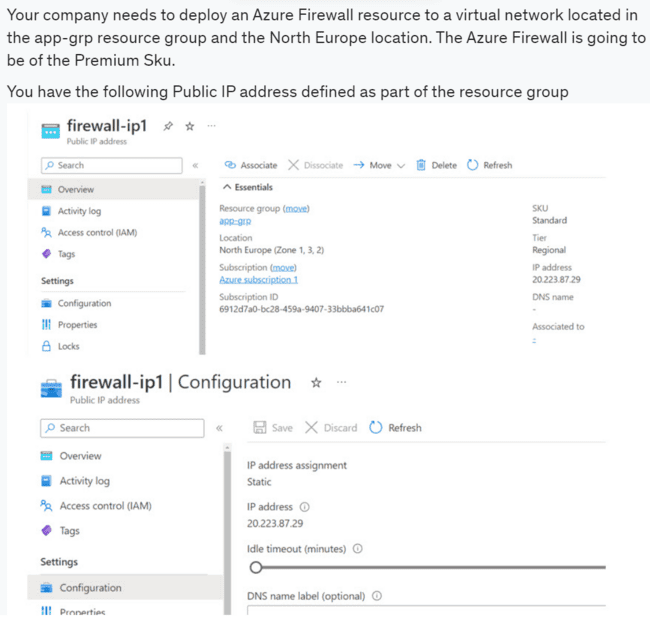 Your company needs to deploy an Azure Firewall resource to a virtual network located in
the app-grp resource group and the North Europe location. The Azure Firewall is going to
be of the Premium Sku.
You have the following Public IP address defined as part of the resource group
firewall-ip1
Public IP address
Search
«
Associate
Dissociate
Move
Delete
Refresh
Overview
Activity log
Access control (IAM)
Tags
Settings
Configuration
Properties
Locks
Essentials
Resource group (move)
app-grp
Location
North Europe (Zone 1, 3, 2)
Subscription (move)
Azure subscription 1
Subscription ID
6912d7a0-bc28-459a-9407-33bbba641c07
SKU
Standard
Tier
Regional
IP address
20.223.87.29
DNS name
-
Associated to
-
firewall-ip1 | Configuration
Public IP address
Search
«
Save
Discard
Refresh
Overview
Activity log
Access control (IAM)
Tags
Settings
Configuration
Properties
IP address assignment
Static
IP address
20.223.87.29
Idle timeout (minutes)
DNS name label (optional)